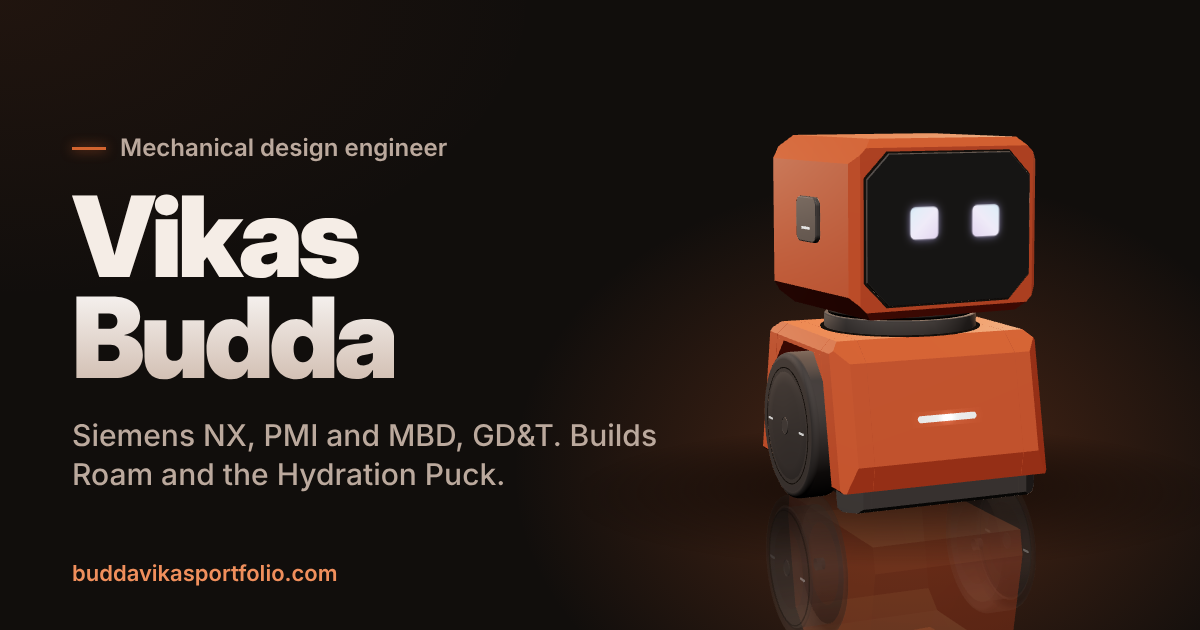 Mechanical design engineer
Vikas
Budda
Siemens NX, PMI and MBD, GD&T. Builds
Roam and the Hydration Puck.
buddavikasportfolio.com